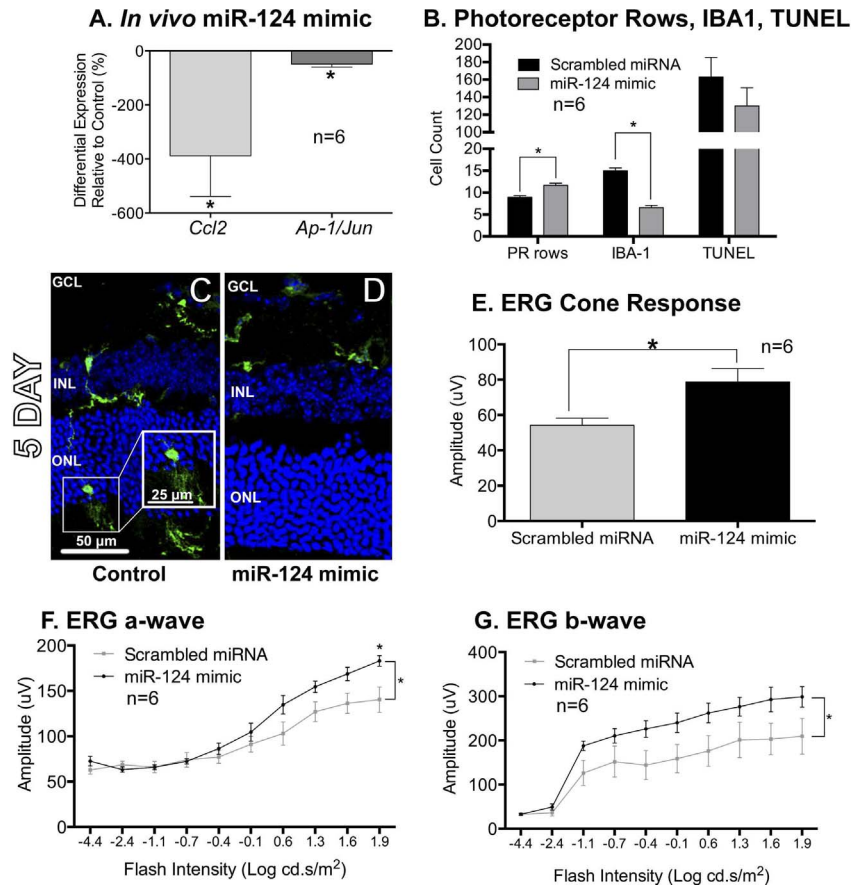 A. In vivo miR-124 mimic
Differential Expression
Relative to Control (%)
0
-200
-400
-600
*
*
n=6
Ccl2
Ap-1/Jun
B. Photoreceptor Rows, IBA1, TUNEL
Cell Count
200
180
160
140
120
100
20
15
10
5
0
Scrambled miRNA
miR-124 mimic
n=6
*
*
PR rows
IBA-1
TUNEL
5 DAY
GCL
C
INL
ONL
25 µm
50 µm
Control
GCL
D
INL
ONL
miR-124 mimic
E. ERG Cone Response
Amplitude (uV)
100
80
60
40
20
0
*
n=6
Scrambled miRNA
miR-124 mimic
F. ERG a-wave
Amplitude (uV)
200
150
100
50
0
Scrambled miRNA
miR-124 mimic
n=6
*
*
-4.4 -2.4 -1.1 -0.7 -0.4 -0.1 0.6 1.3 1.6 1.9
Flash Intensity (Log cd.s/m²)
G. ERG b-wave
Amplitude (uV)
400
300
200
100
0
Scrambled miRNA
miR-124 mimic
n=6
*
-4.4 -2.4 -1.1 -0.7 -0.4 -0.1 0.6 1.3 1.6 1.9
Flash Intensity (Log cd.s/m²)